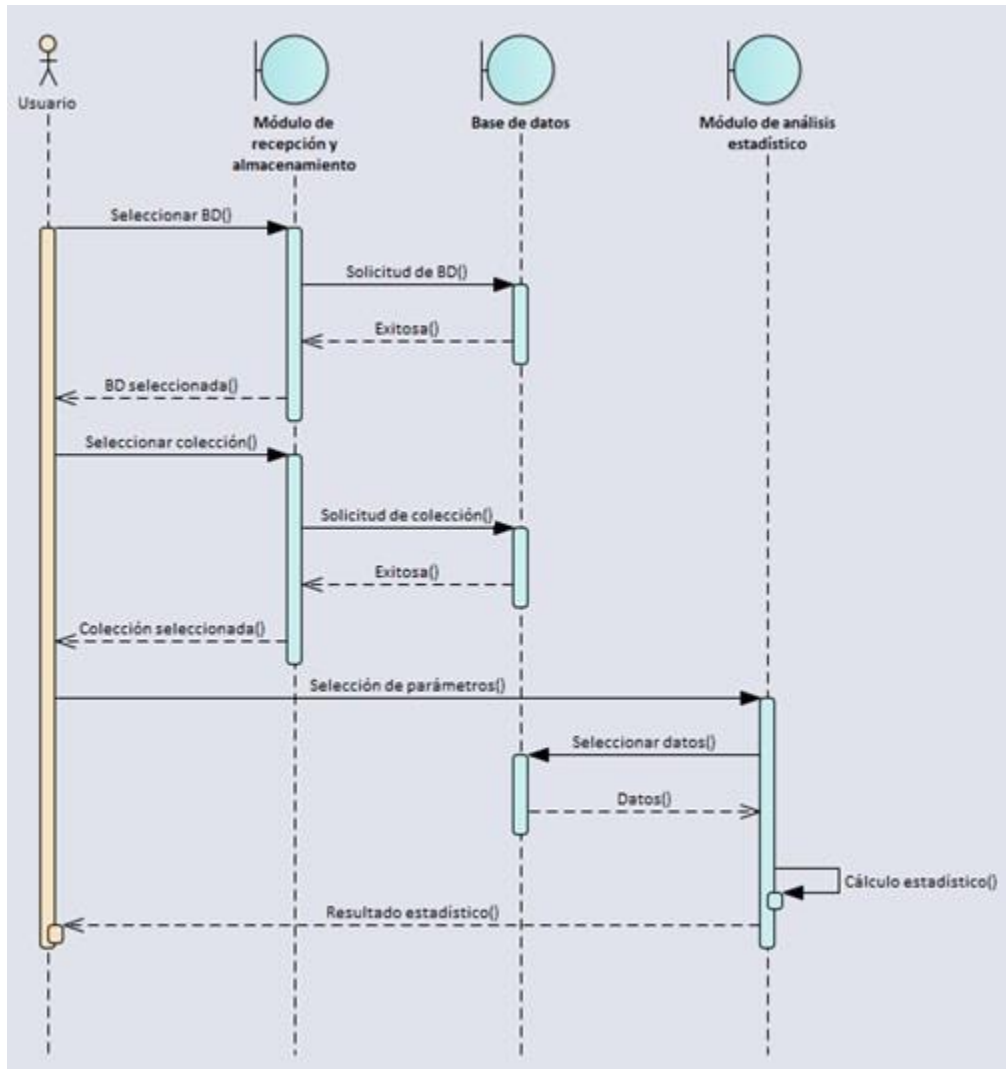 Usuario
Módulo de
recepción y
almacenamiento
Base de datos
Módulo de análisis
estadístico
Seleccionar BD()
Solicitud de BD()
Exitosa()
BD seleccionada()
Seleccionar colección()
Solicitud de colección()
Exitosa()
Colección seleccionada()
Selección de parámetros()
Seleccionar datos()
Datos()
Cálculo estadístico()
Resultado estadístico()